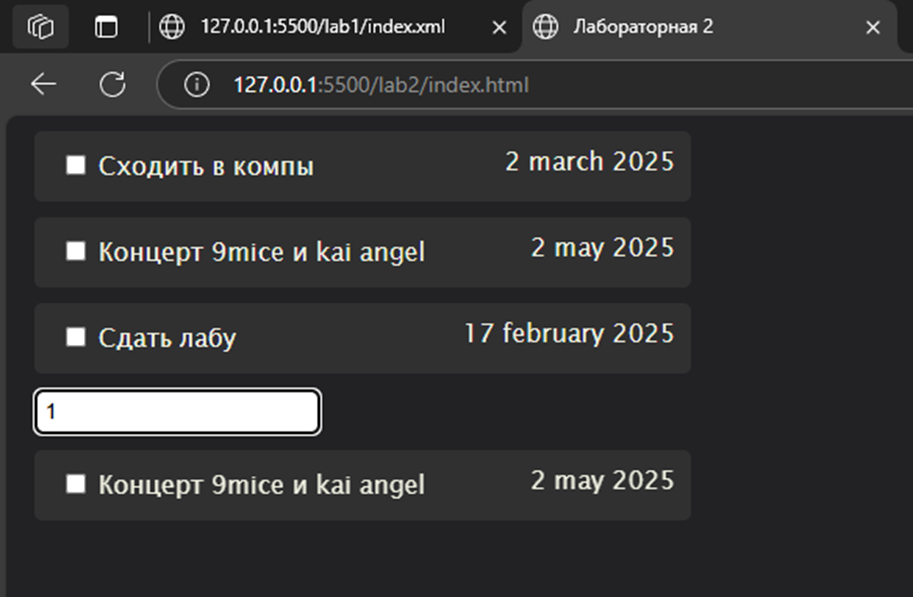 127.0.0.1:5500/lab1/index.xml
Лабораторная 2
127.0.0.1:5500/lab2/index.html
Сходить в компы 2 march 2025
Концерт 9mice и kai angel 2 may 2025
Сдать лабу 17 february 2025
1
Концерт 9mice и kai angel 2 may 2025